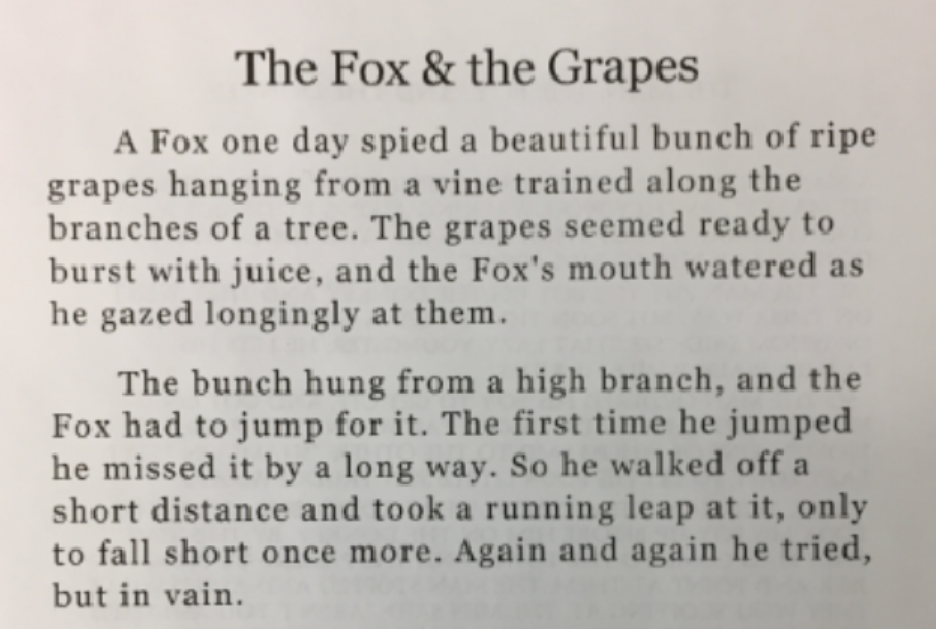 The Fox & the Grapes
A Fox one day spied a beautiful bunch of ripe
grapes hanging from a vine trained along the
branches of a tree. The grapes seemed ready to
burst with juice, and the Fox's mouth watered as
he gazed longingly at them.
The bunch hung from a high branch, and the
Fox had to jump for it. The first time he jumped
he missed it by a long way. So he walked off a
short distance and took a running leap at it, only
to fall short once more. Again and again he tried,
but in vain.